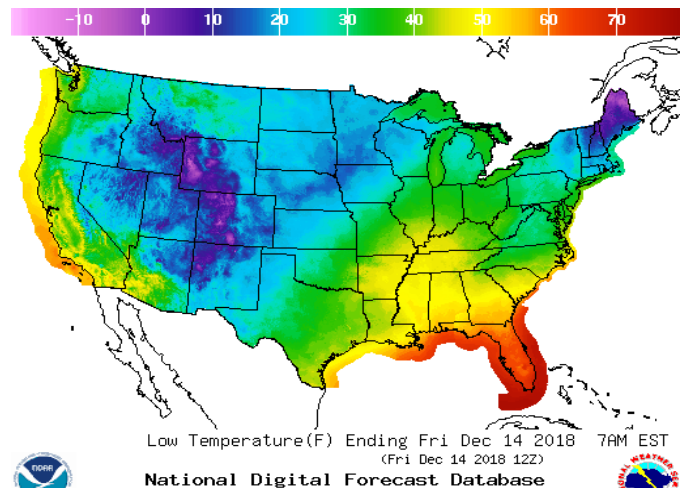 -10 0 10 20 30 40 50 60 70
Low Temperature(F) Ending Fri Dec 14 2018 7AM EST
(Fri Dec 14 2018 12Z)
National Digital Forecast Database
NOAA